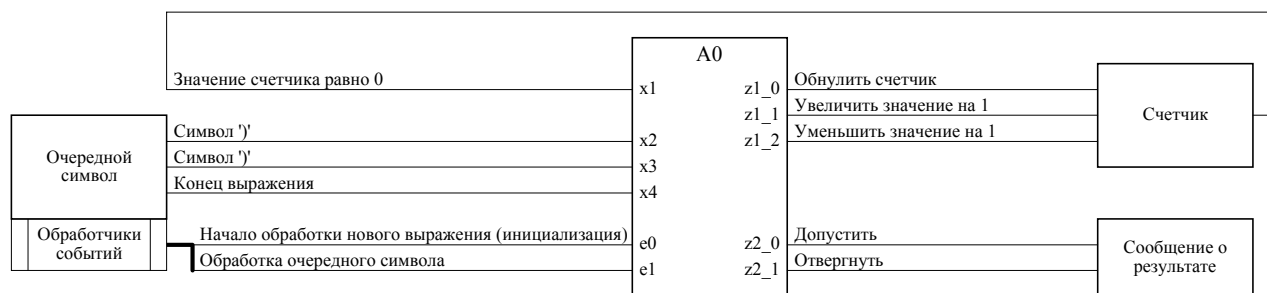 A0
Значение счетчика равно 0
x1
z1_0
Обнулить счетчик
z1_1
Увеличить значение на 1
z1_2
Уменьшить значение на 1
Счетчик
Очередной
символ
Символ ')'
x2
Символ ')'
x3
Конец выражения
x4
Обработчики
событий
Начало обработки нового выражения (инициализация)
e0
Обработка очередного символа
e1
z2_0
Допустить
z2_1
Отвергнуть
Сообщение о
результате